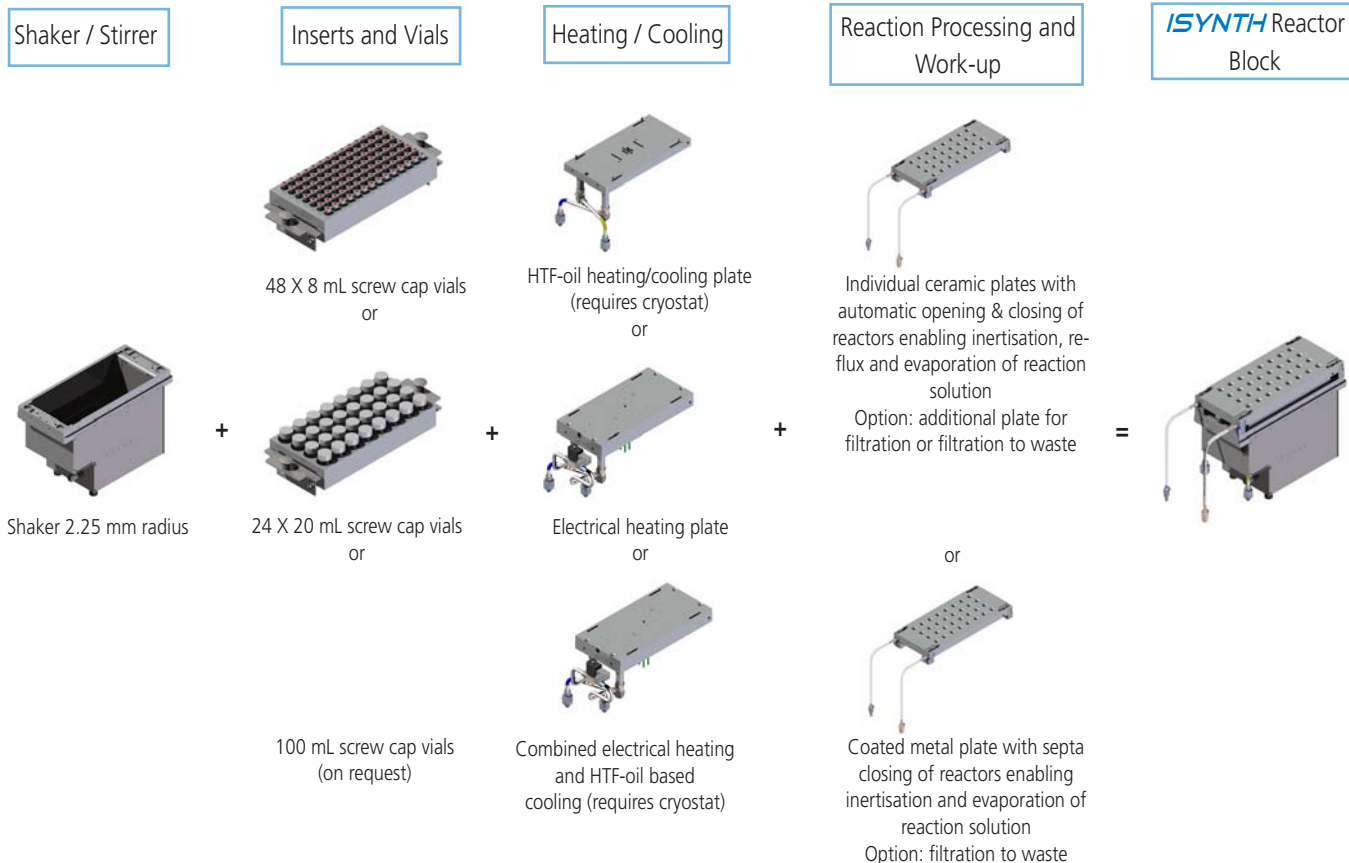 Shaker / Stirrer
Inserts and Vials
Heating / Cooling
Reaction Processing and
Work-up
ISYNTH Reactor
Block
48 X 8 mL screw cap vials
or
HTF-oil heating/cooling plate
(requires cryostat)
or
Individual ceramic plates with
automatic opening & closing of
reactors enabling inertisation, re-
flux and evaporation of reaction
solution
Option: additional plate for
filtration or filtration to waste
+
+
+
=
Shaker 2.25 mm radius
24 X 20 mL screw cap vials
or
Electrical heating plate
or
or
100 mL screw cap vials
(on request)
Combined electrical heating
and HTF-oil based
cooling (requires cryostat)
Coated metal plate with septa
closing of reactors enabling
inertisation and evaporation of
reaction solution
Option: filtration to waste